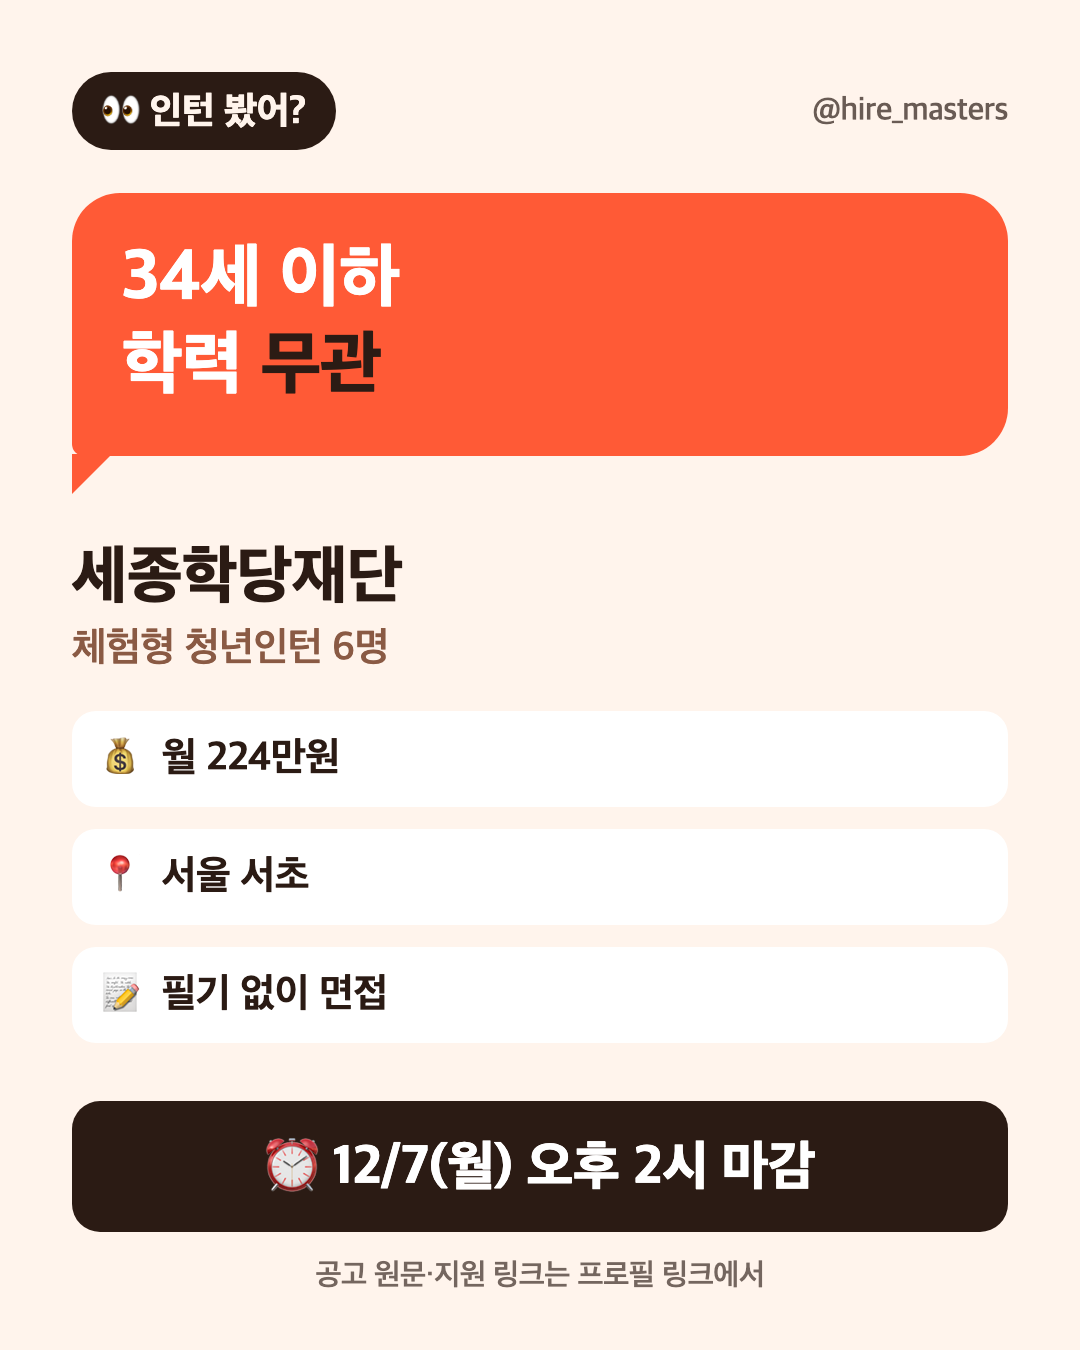 👀 인턴 봤어?
@hire_masters
34세 이하
학력 무관
세종학당재단
체험형 청년인턴 6명
💰 월 224만원
📍 서울 서초
📝 필기 없이 면접
⏰ 12/7(월) 오후 2시 마감
공고 원문·지원 링크는 프로필 링크에서